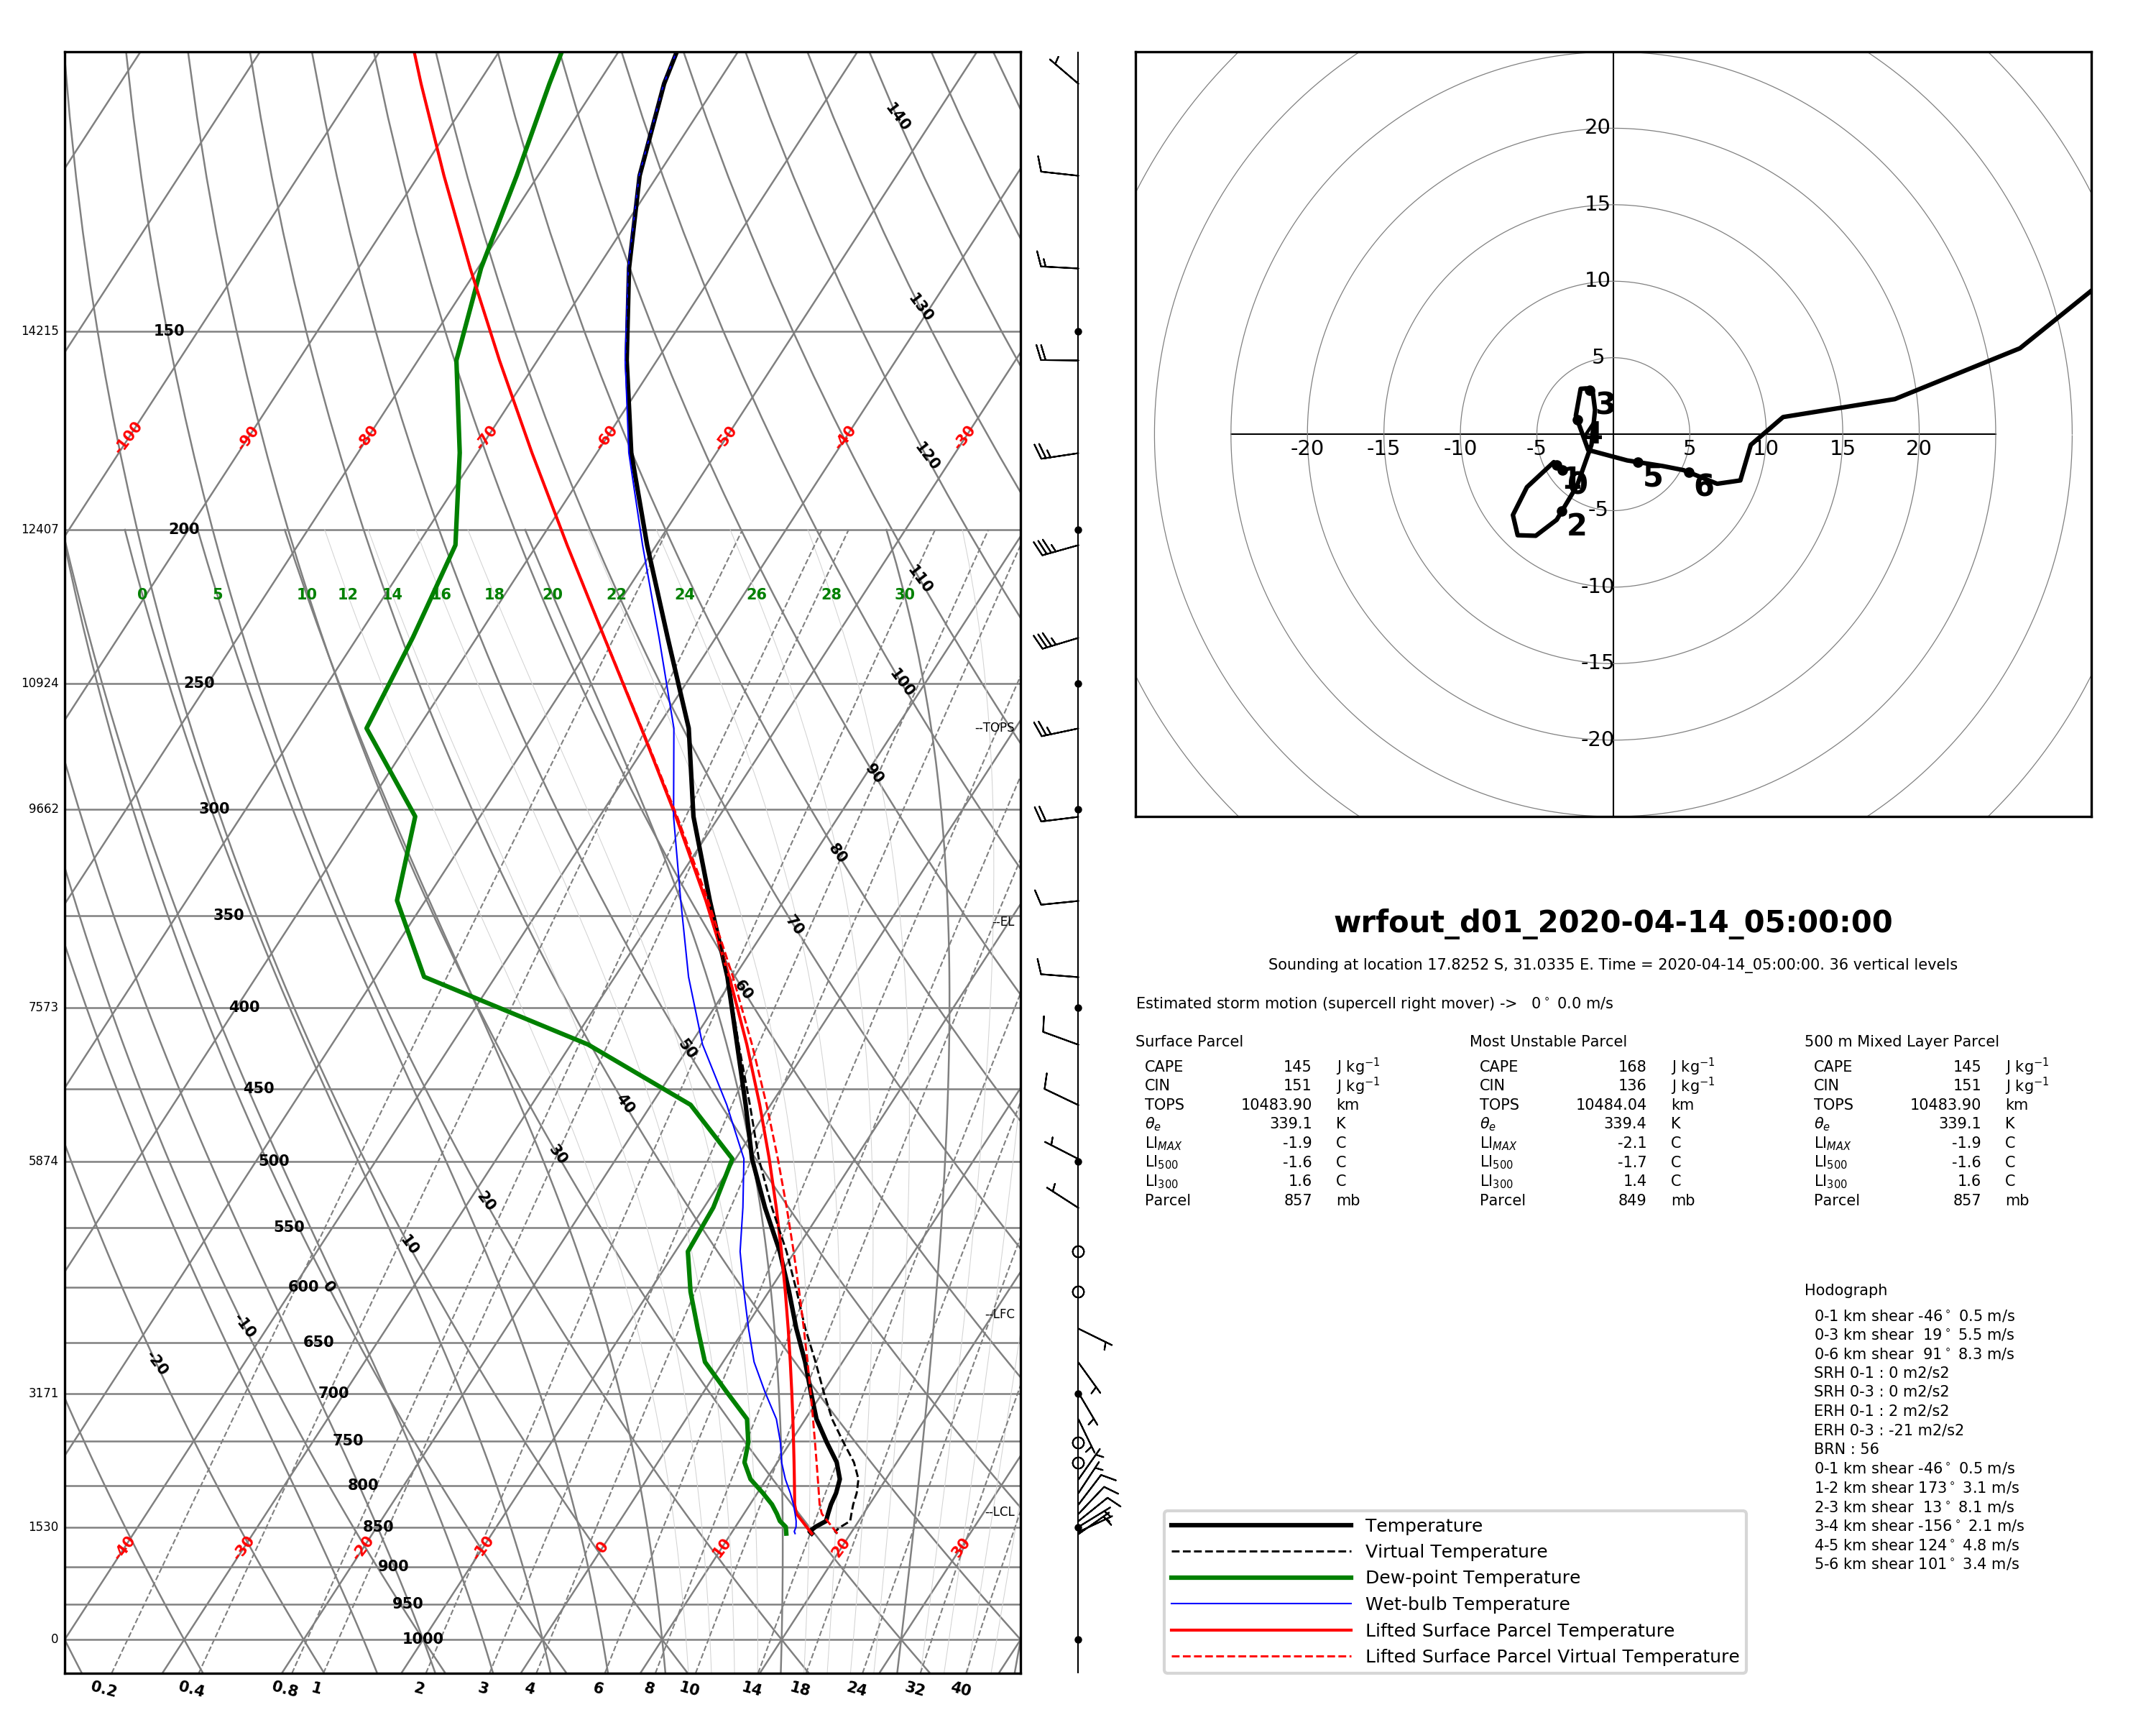 140
130
14215 150
-100 -90 -80 -70 -60 -50 -40 -30
120
12407 200
110
0 5 10 12 14 16 18 20 22 24 26 28 30
10924 250
100
--TOPS
90
9662 300
80
350
--EL
70
7573 400
60
50
450
40
5874 500
30
20
550
10
600 0
--LFC
-10
650
-20
3171 700
750
800
--LCL
1530 850
-40 -30 -20 -10 0 10 20 30
900
950
0 1000
0.2 0.4 0.8 1 2 3 4 6 8 10 14 18 24 32 40
20
15
10
5
-20 -15 -10 -5 5 10 15 20
-5
-10
-15
-20
0
1
2
3
4
5
6
wrfout_d01_2020-04-14_05:00:00
Sounding at location 17.8252 S, 31.0335 E. Time = 2020-04-14_05:00:00. 36 vertical levels
Estimated storm motion (supercell right mover) -> 0° 0.0 m/s
Surface Parcel
CAPE 145 J kg⁻¹
CIN 151 J kg⁻¹
TOPS 10483.90 km
θₑ 339.1 K
LI_MAX -1.9 C
LI₅₀₀ -1.6 C
LI₃₀₀ 1.6 C
Parcel 857 mb
Most Unstable Parcel
CAPE 168 J kg⁻¹
CIN 136 J kg⁻¹
TOPS 10484.04 km
θₑ 339.4 K
LI_MAX -2.1 C
LI₅₀₀ -1.7 C
LI₃₀₀ 1.4 C
Parcel 849 mb
500 m Mixed Layer Parcel
CAPE 145 J kg⁻¹
CIN 151 J kg⁻¹
TOPS 10483.90 km
θₑ 339.1 K
LI_MAX -1.9 C
LI₅₀₀ -1.6 C
LI₃₀₀ 1.6 C
Parcel 857 mb
Hodograph
0-1 km shear -46° 0.5 m/s
0-3 km shear 19° 5.5 m/s
0-6 km shear 91° 8.3 m/s
SRH 0-1 : 0 m2/s2
SRH 0-3 : 0 m2/s2
ERH 0-1 : 2 m2/s2
ERH 0-3 : -21 m2/s2
BRN : 56
0-1 km shear -46° 0.5 m/s
1-2 km shear 173° 3.1 m/s
2-3 km shear 13° 8.1 m/s
3-4 km shear -156° 2.1 m/s
4-5 km shear 124° 4.8 m/s
5-6 km shear 101° 3.4 m/s
Temperature
Virtual Temperature
Dew-point Temperature
Wet-bulb Temperature
Lifted Surface Parcel Temperature
Lifted Surface Parcel Virtual Temperature